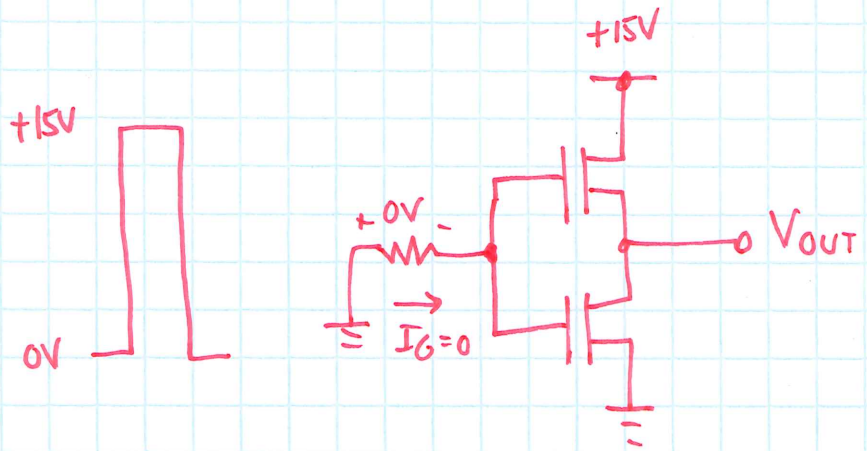 +15V
+15V
+ 0V -
VOUT
0V
IG=0